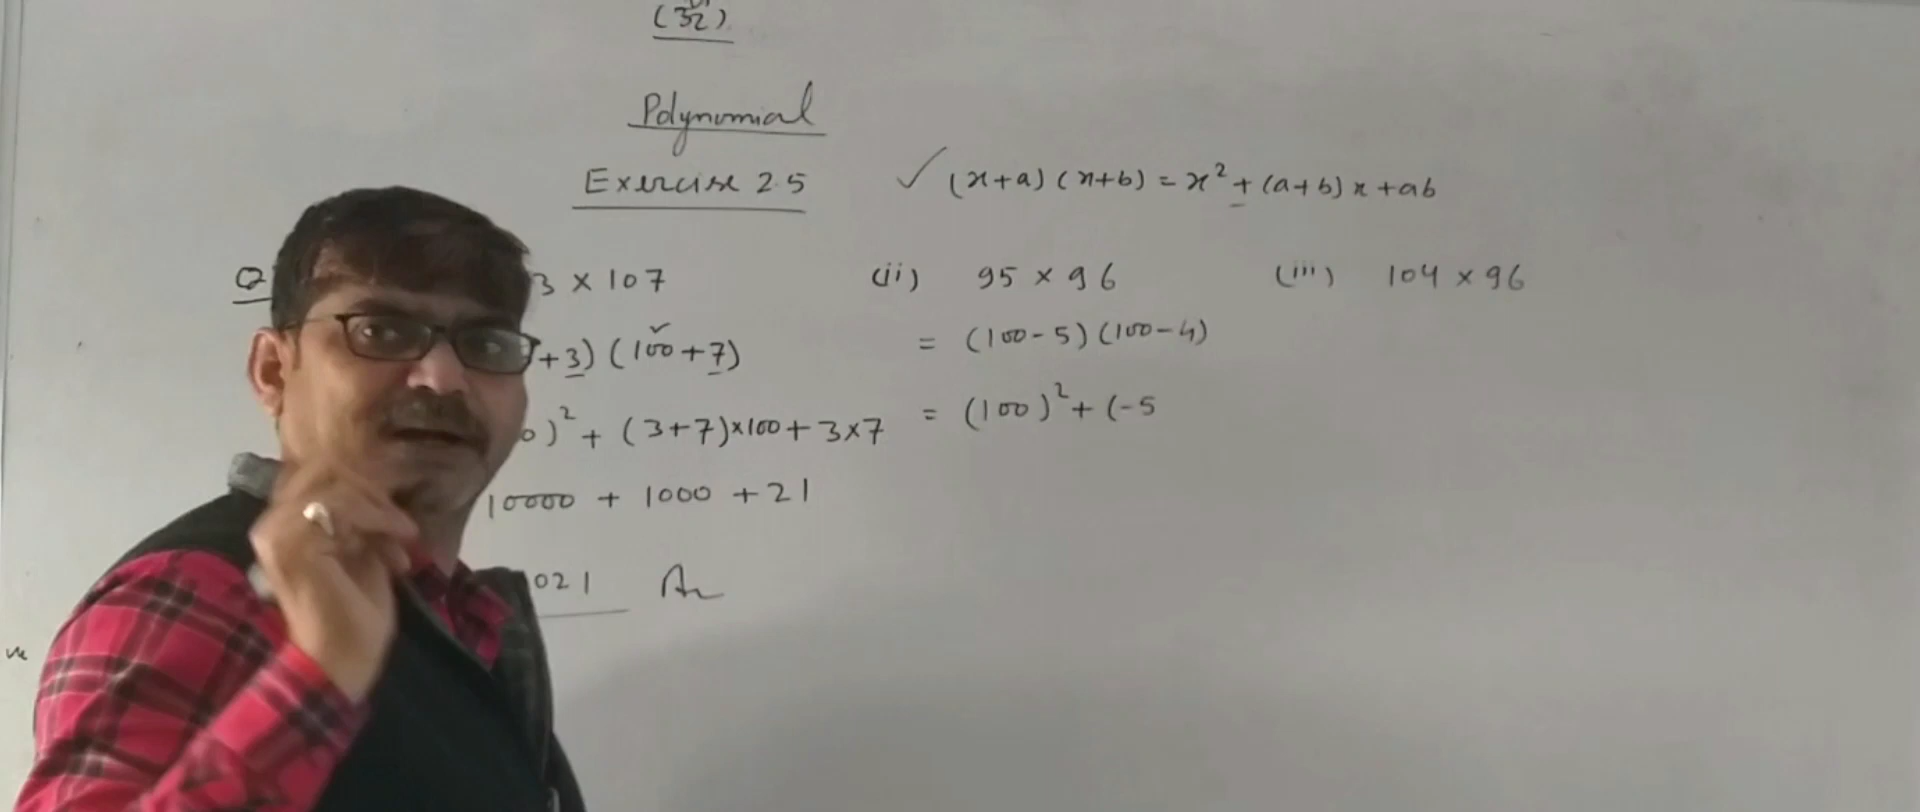 (32)
Polynomial
Exercise 2.5
✓ (x+a) (x+b) = x² + (a+b) x + ab
Q 3 × 107
+3) (100 + 7)
)² + (3+7)×100 + 3×7
10000 + 1000 + 21
021
(ii) 95 × 96
= (100 - 5) (100 - 4)
= (100)² + (-5
(iii) 104 × 96